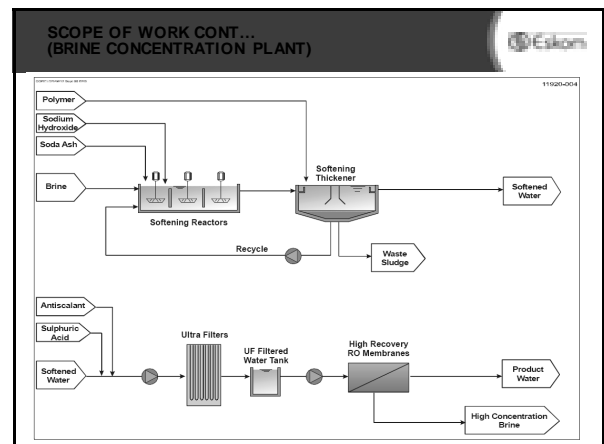 SCOPE OF WORK CONT...
(BRINE CONCENTRATION PLANT)
Eskom
11920-004
Polymer
Sodium
Hydroxide
Soda Ash
Brine
Softening Reactors
Softening
Thickener
Softened
Water
Recycle
Waste
Sludge
Antiscalant
Sulphuric
Acid
Softened
Water
Ultra Filters
UF Filtered
Water Tank
High Recovery
RO Membranes
Product
Water
High Concentration
Brine